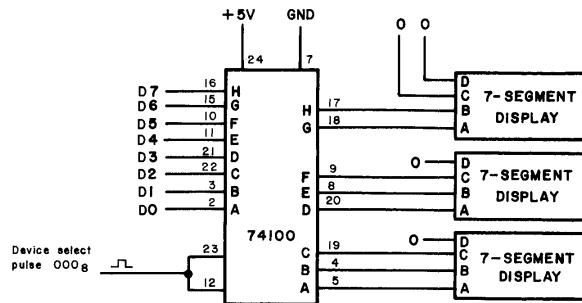 +5V GND
0 0
24 7
D7 16 H
D6 15 G
D5 10 F
D4 11 E
D3 21 D
D2 22 C
D1 3 B
D0 2 A
H 17
G 18
F 9
E 8
D 20
C 19
B 4
A 5
74100
23
12
Device select
pulse 000₈
D
C
B
A
7-SEGMENT
DISPLAY
0 D
C
B
A
7-SEGMENT
DISPLAY
0 D
C
B
A
7-SEGMENT
DISPLAY